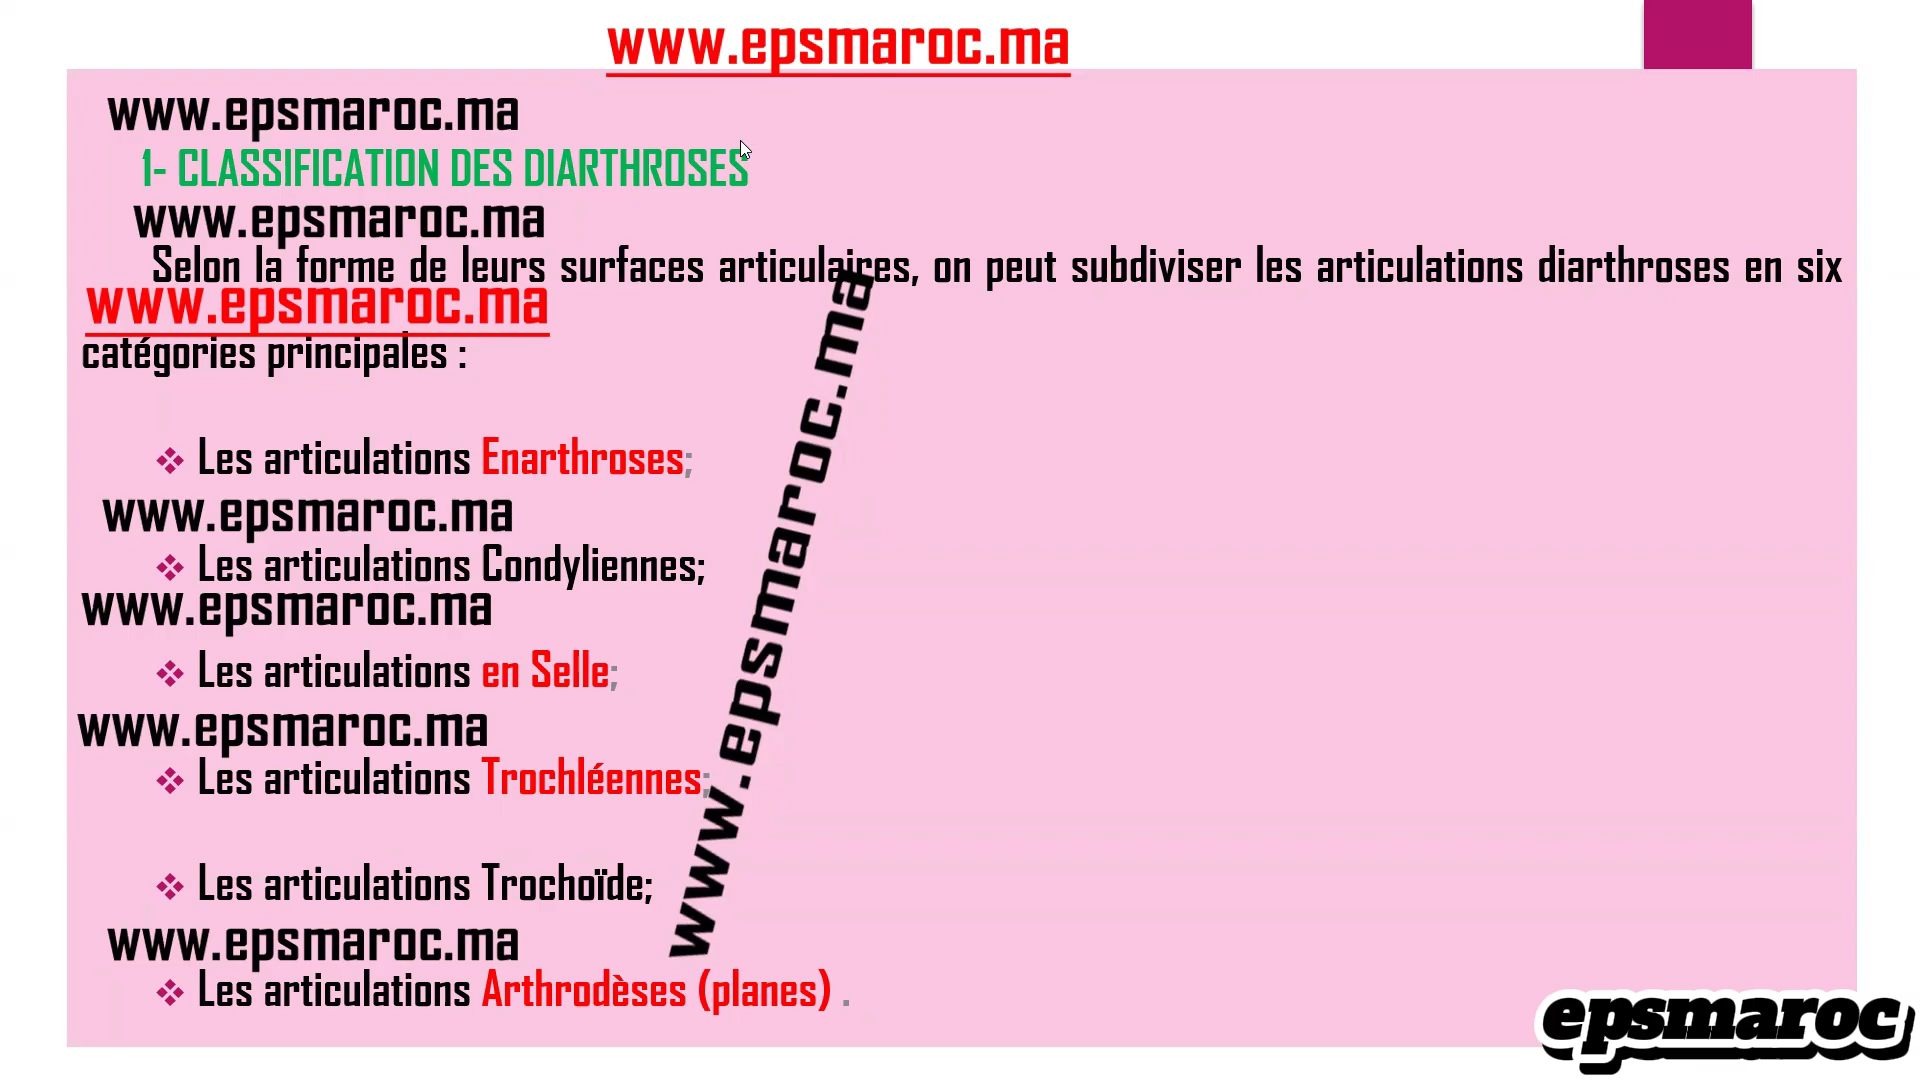 www.epsmaroc.ma
www.epsmaroc.ma
1- CLASSIFICATION DES DIARTHROSES
www.epsmaroc.ma
Selon la forme de leurs surfaces articulaires, on peut subdiviser les articulations diarthroses en six
www.epsmaroc.ma
catégories principales :
www.epsmaroc.ma
❖ Les articulations Enarthroses;
www.epsmaroc.ma
❖ Les articulations Condyliennes;
www.epsmaroc.ma
❖ Les articulations en Selle;
www.epsmaroc.ma
❖ Les articulations Trochléennes;
❖ Les articulations Trochoïde;
www.epsmaroc.ma
❖ Les articulations Arthrodèses (planes) .
epsmaroc